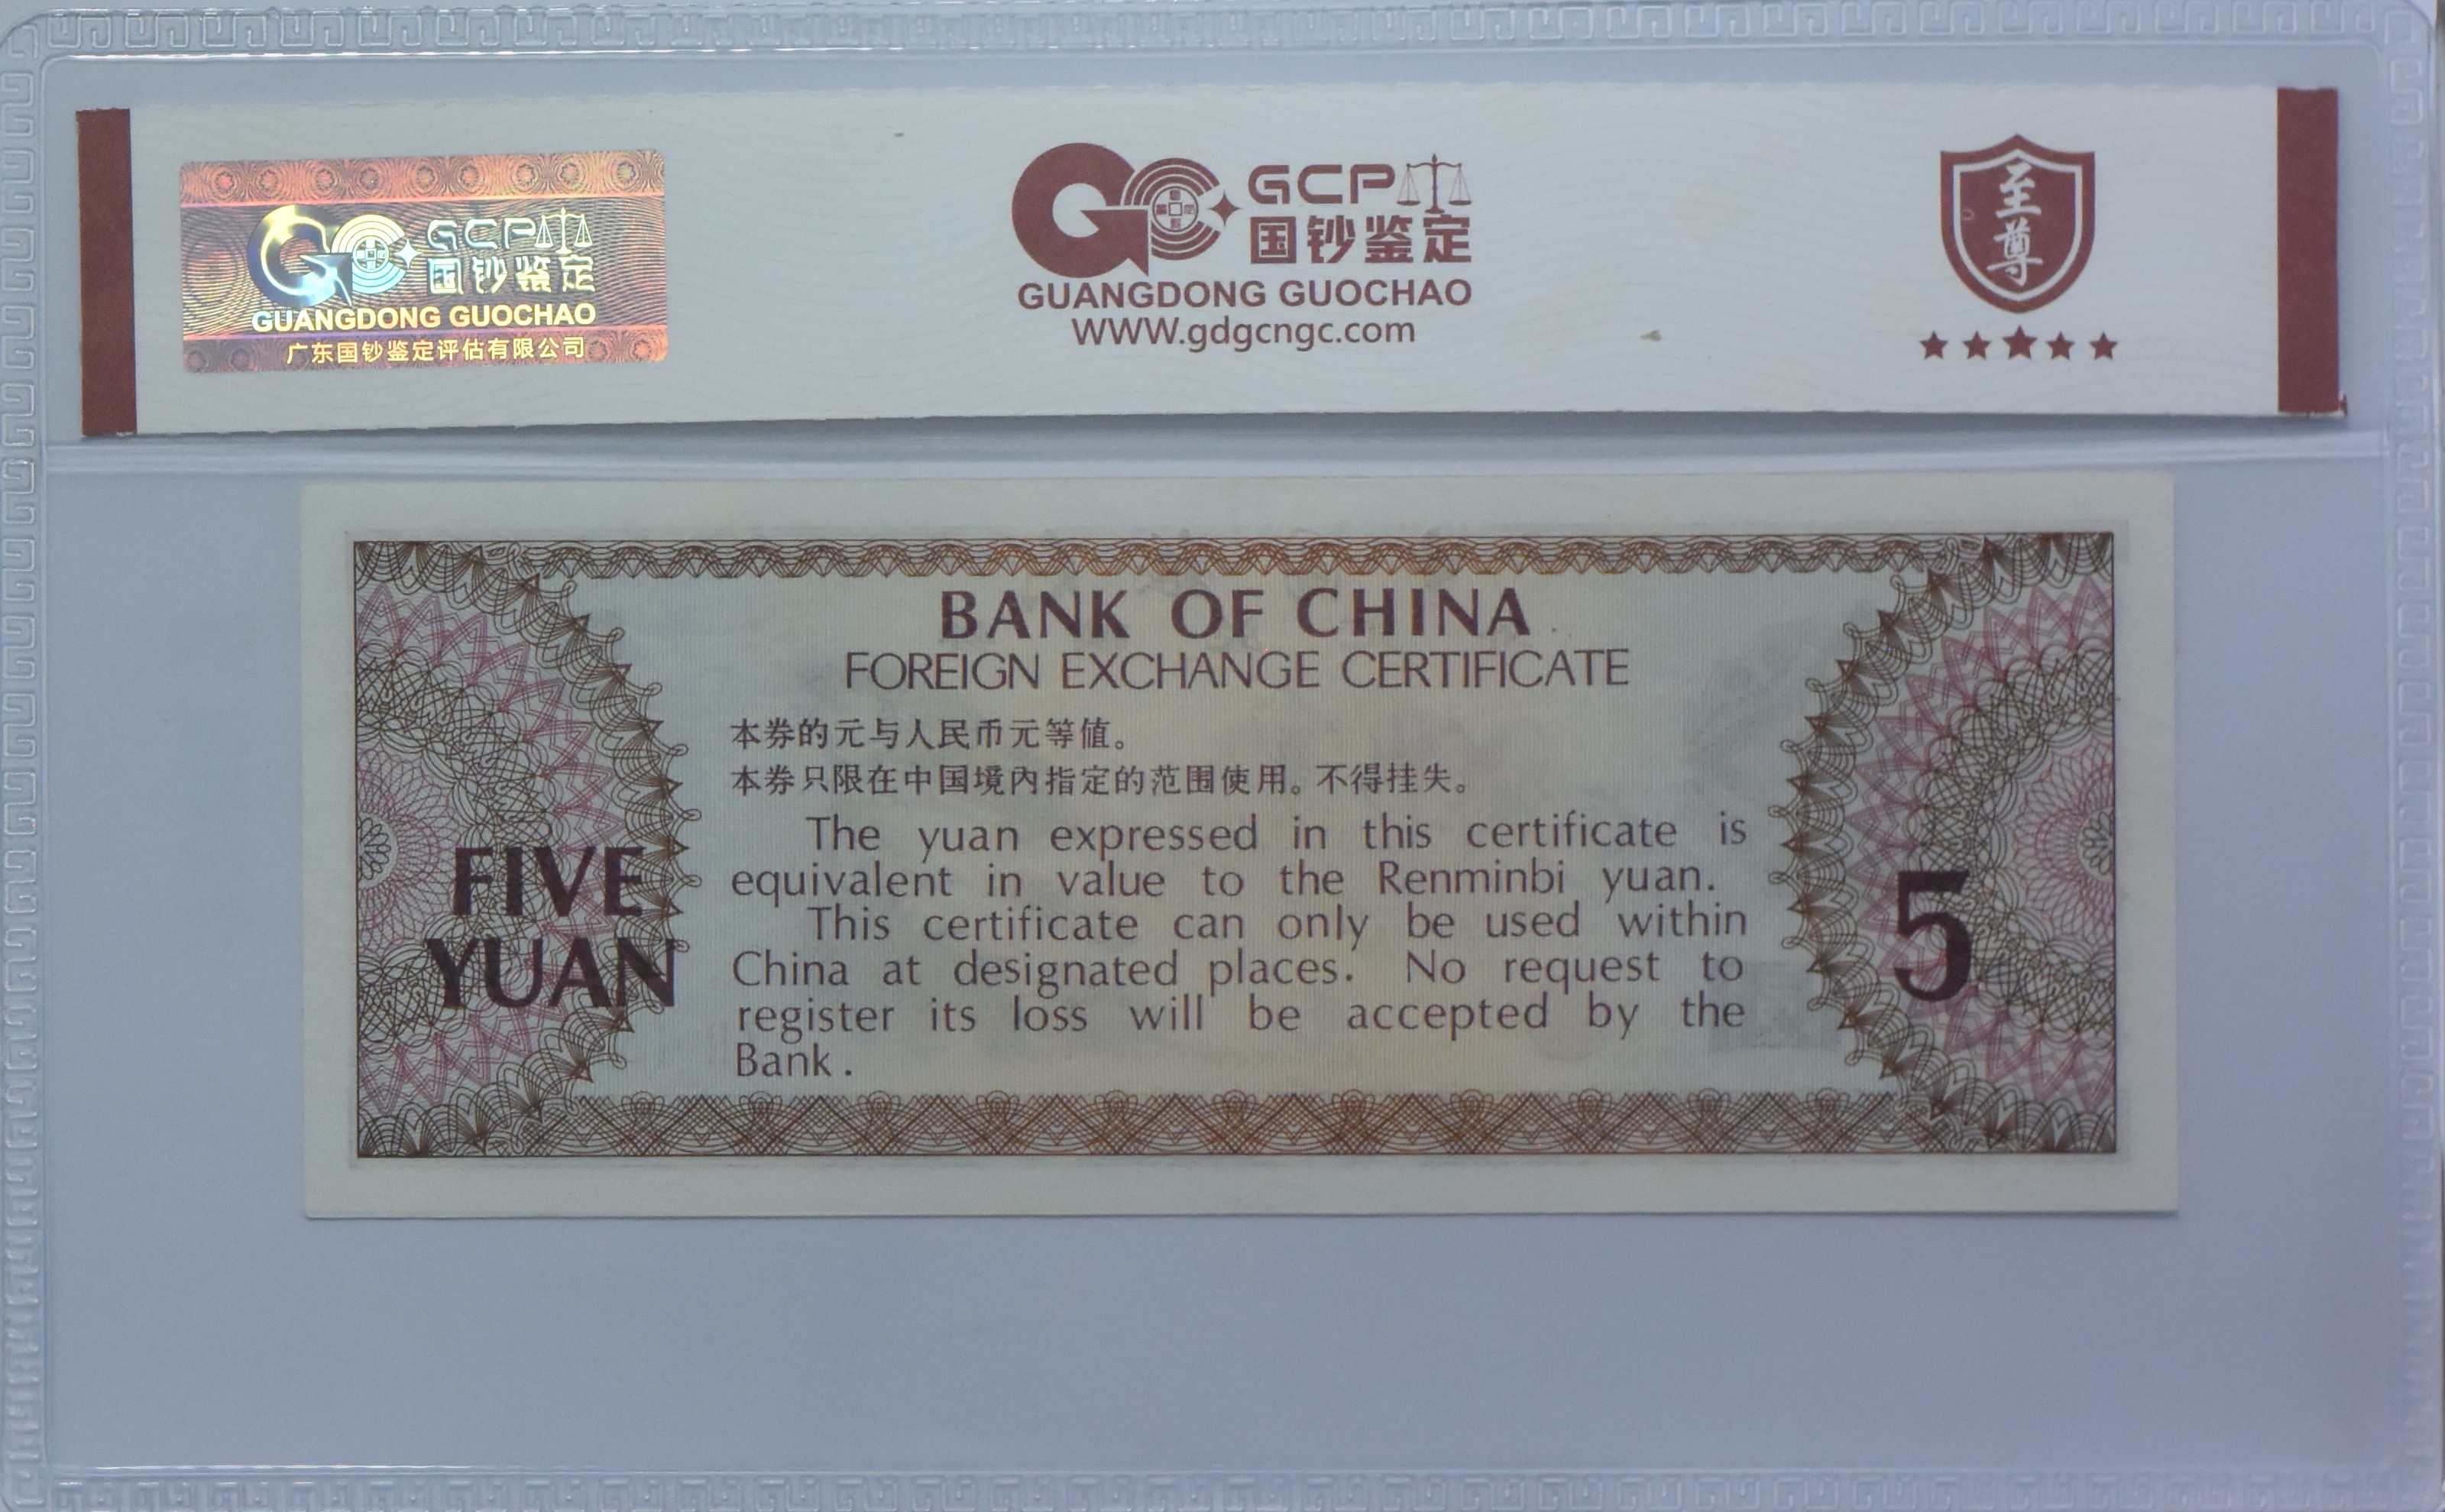 GCP
国钞鉴定
GUANGDONG GUOCHAO
广东国钞鉴定评估有限公司
GCP
国钞鉴定
GUANGDONG GUOCHAO
WWW.gdgcngc.com
至尊
BANK OF CHINA
FOREIGN EXCHANGE CERTIFICATE
本券的元与人民币元等值。
本券只限在中国境内指定的范围使用。不得挂失。
The yuan expressed in this certificate is
equivalent in value to the Renminbi yuan.
This certificate can only be used within
China at designated places. No request to
register its loss will be accepted by the
Bank.
FIVE
YUAN
5